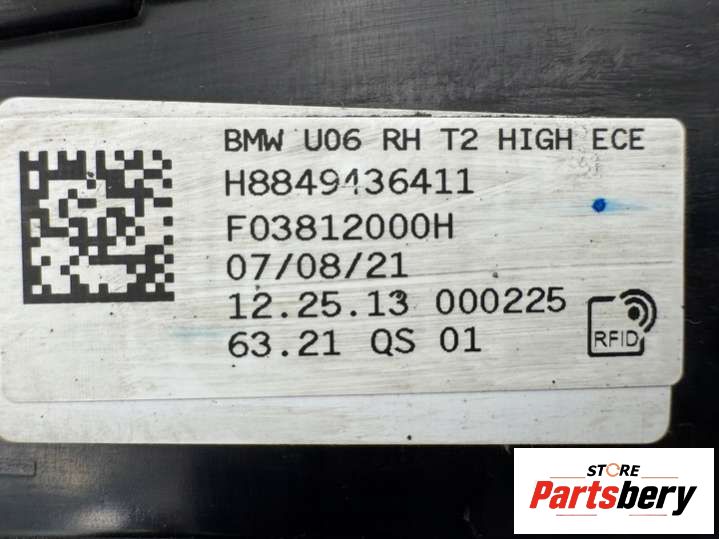 BMW U06 RH T2 HIGH ECE
H8849436411
F03812000H
07/08/21
12.25.13 000225
63.21 QS 01
RFID
STORE
Partsbery